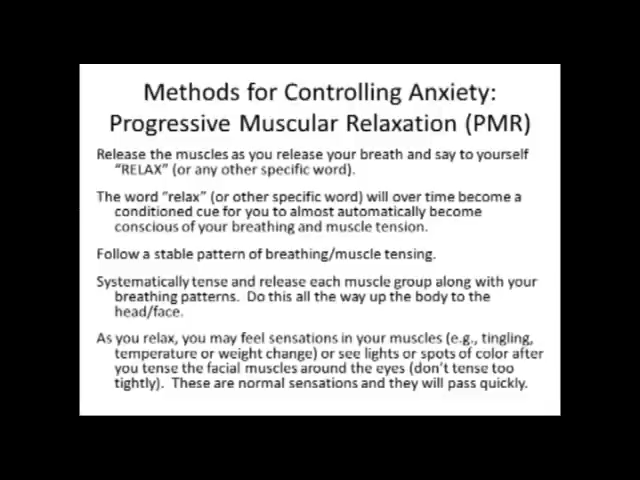 Methods for Controlling Anxiety:
Progressive Muscular Relaxation (PMR)
Release the muscles as you release your breath and say to yourself
“RELAX” (or any other specific word).
The word “relax” (or other specific word) will over time become a
conditioned cue for you to almost automatically become
conscious of your breathing and muscle tension.
Follow a stable pattern of breathing/muscle tensing.
Systematically tense and release each muscle group along with your
breathing patterns. Do this all the way up the body to the
head/face.
As you relax, you may feel sensations in your muscles (e.g., tingling,
temperature or weight change) or see lights or spots of color after
you tense the facial muscles around the eyes (don’t tense too
tightly). These are normal sensations and they will pass quickly.